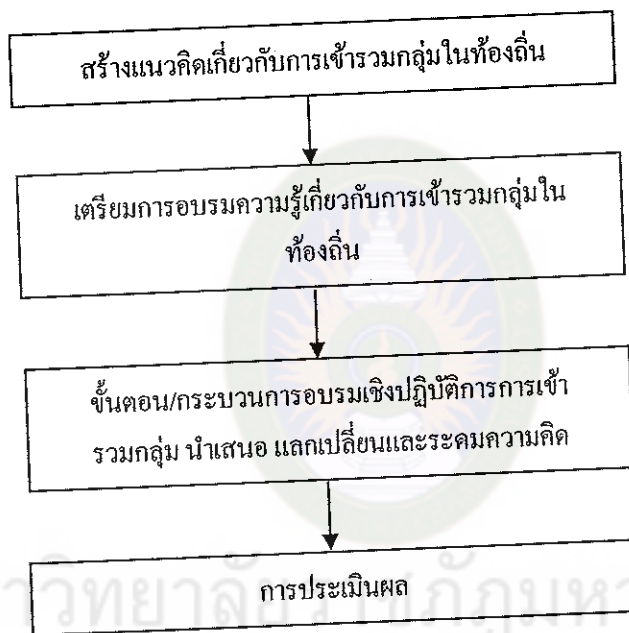 สร้างแนวคิดเกี่ยวกับการเข้ารวมกลุ่มในท้องถิ่น
เตรียมการอบรมความรู้เกี่ยวกับการเข้ารวมกลุ่มใน
ท้องถิ่น
ขั้นตอน/กระบวนการอบรมเชิงปฏิบัติการการเข้า
รวมกลุ่ม นำเสนอ แลกเปลี่ยนและระดมความคิด
การประเมินผล